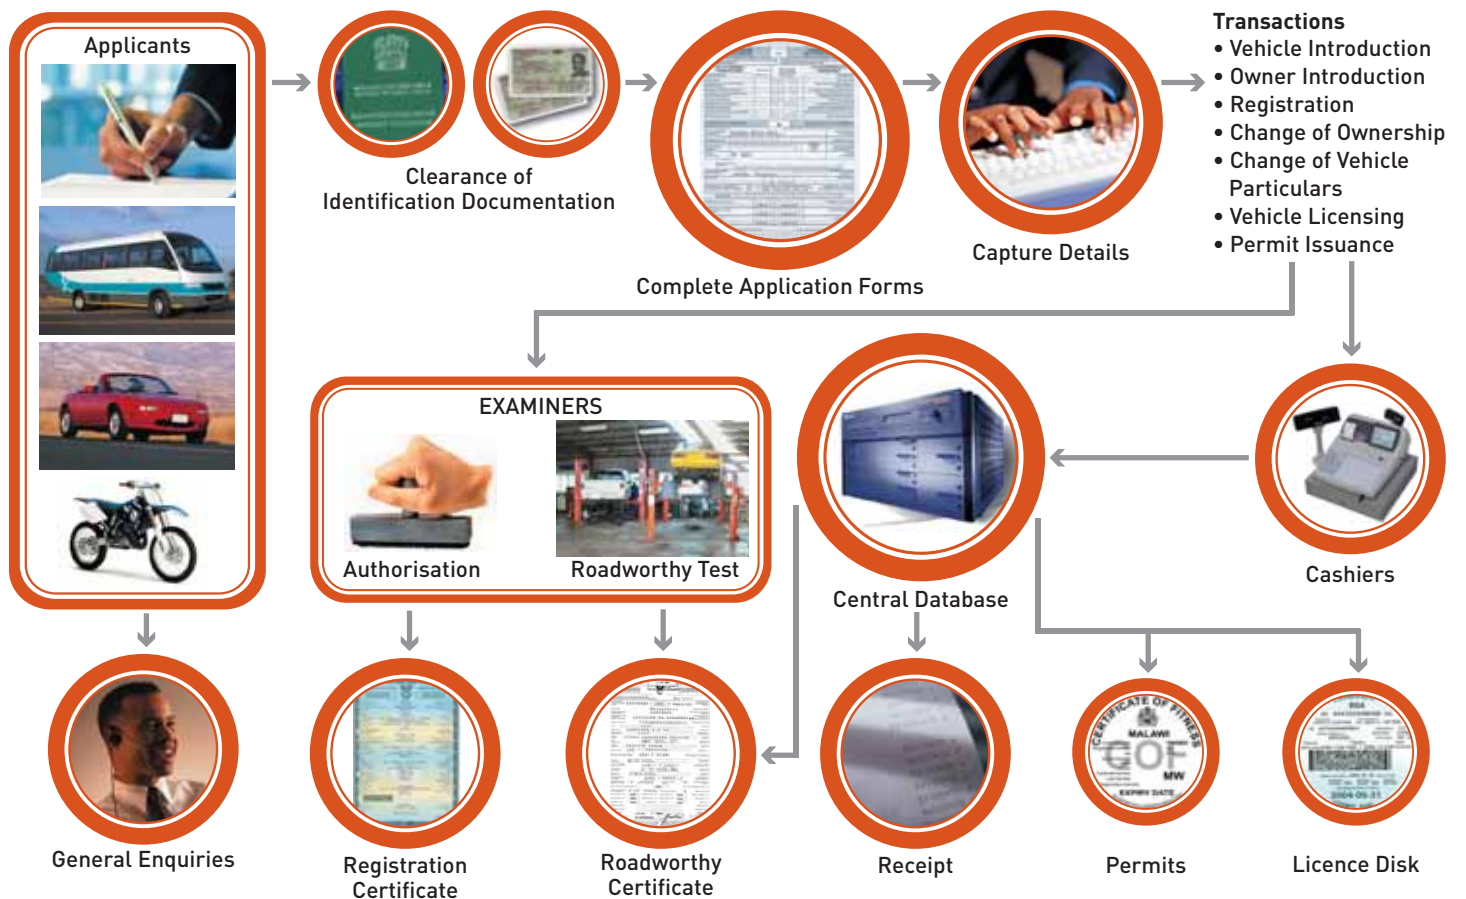 Applicants
Clearance of
Identification Documentation
Complete Application Forms
Capture Details
Transactions
• Vehicle Introduction
• Owner Introduction
• Registration
• Change of Ownership
• Change of Vehicle
Particulars
• Vehicle Licensing
• Permit Issuance
EXAMINERS
Authorisation
Roadworthy Test
Central Database
Cashiers
General Enquiries
Registration
Certificate
Roadworthy
Certificate
Receipt
CERTIFICATE OF FITNESS
MALAWI
COF
MW
EXPIRY DATE
Permits
Licence Disk